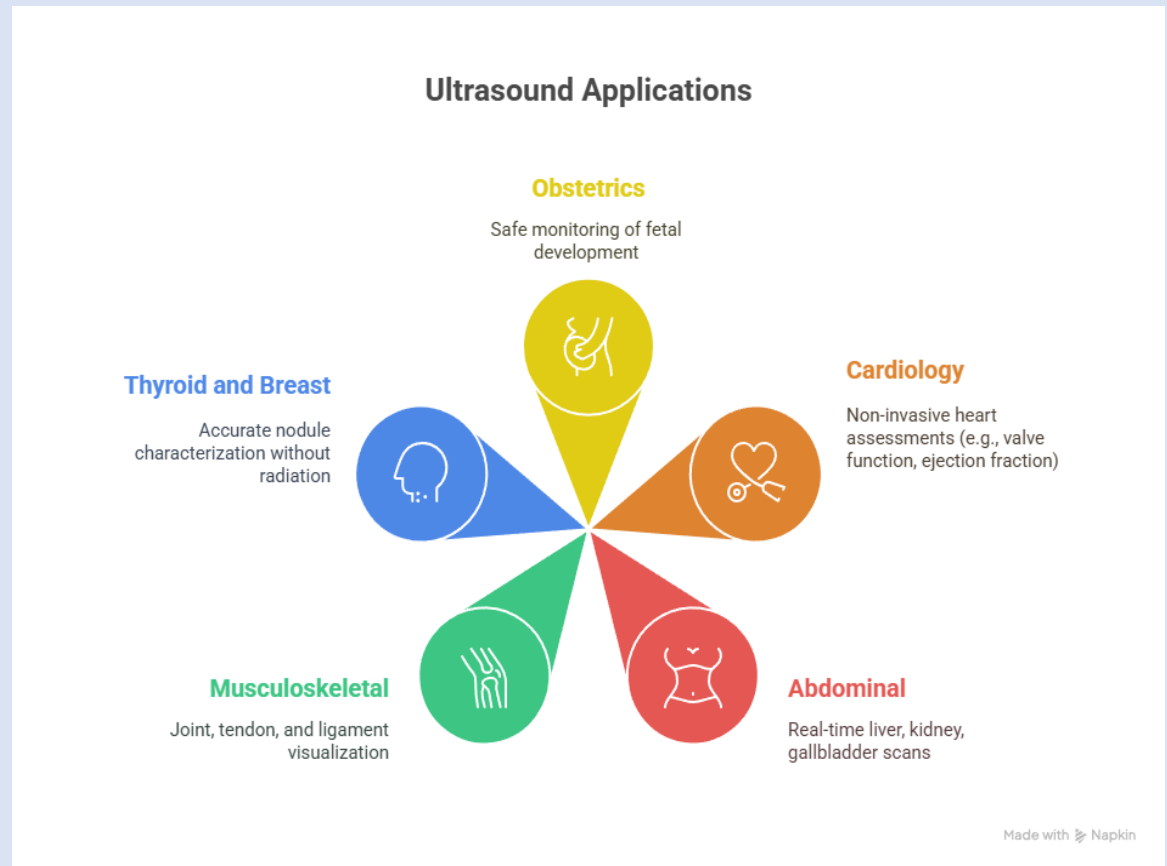 Ultrasound Applications
Obstetrics
Safe monitoring of fetal
development
Cardiology
Non-invasive heart
assessments (e.g., valve
function, ejection fraction)
Thyroid and Breast
Accurate nodule
characterization without
radiation
Musculoskeletal
Joint, tendon, and ligament
visualization
Abdominal
Real-time liver, kidney,
gallbladder scans
Made with Napkin